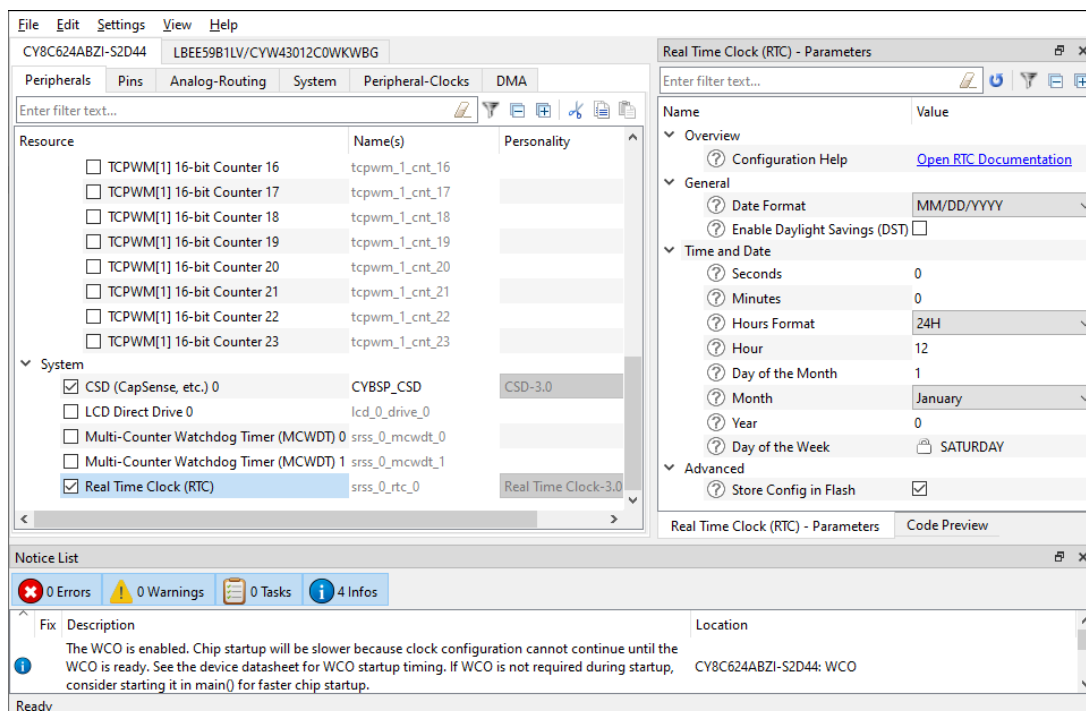 File Edit Settings View Help
CY8C624ABZI-S2D44 LBEE59B1LV/CYW43012C0WKWBG
Peripherals Pins Analog-Routing System Peripheral-Clocks DMA
Enter filter text...
Resource Name(s) Personality
TCPWM[1] 16-bit Counter 16 tcpwm_1_cnt_16
TCPWM[1] 16-bit Counter 17 tcpwm_1_cnt_17
TCPWM[1] 16-bit Counter 18 tcpwm_1_cnt_18
TCPWM[1] 16-bit Counter 19 tcpwm_1_cnt_19
TCPWM[1] 16-bit Counter 20 tcpwm_1_cnt_20
TCPWM[1] 16-bit Counter 21 tcpwm_1_cnt_21
TCPWM[1] 16-bit Counter 22 tcpwm_1_cnt_22
TCPWM[1] 16-bit Counter 23 tcpwm_1_cnt_23
System
CSD (CapSense, etc.) 0 CYBSP_CSD CSD-3.0
LCD Direct Drive 0 lcd_0_drive_0
Multi-Counter Watchdog Timer (MCWDT) 0 srss_0_mcwdt_0
Multi-Counter Watchdog Timer (MCWDT) 1 srss_0_mcwdt_1
Real Time Clock (RTC) srss_0_rtc_0 Real Time Clock-3.0
Real Time Clock (RTC) - Parameters
Enter filter text...
Name Value
Overview
Configuration Help Open RTC Documentation
General
Date Format MM/DD/YYYY
Enable Daylight Savings (DST)
Time and Date
Seconds 0
Minutes 0
Hours Format 24H
Hour 12
Day of the Month 1
Month January
Year 0
Day of the Week SATURDAY
Advanced
Store Config in Flash
Real Time Clock (RTC) - Parameters Code Preview
Notice List
0 Errors 0 Warnings 0 Tasks 4 Infos
Fix Description Location
The WCO is enabled. Chip startup will be slower because clock configuration cannot continue until the
WCO is ready. See the device datasheet for WCO startup timing. If WCO is not required during startup, CY8C624ABZI-S2D44: WCO
consider starting it in main() for faster chip startup.
Ready